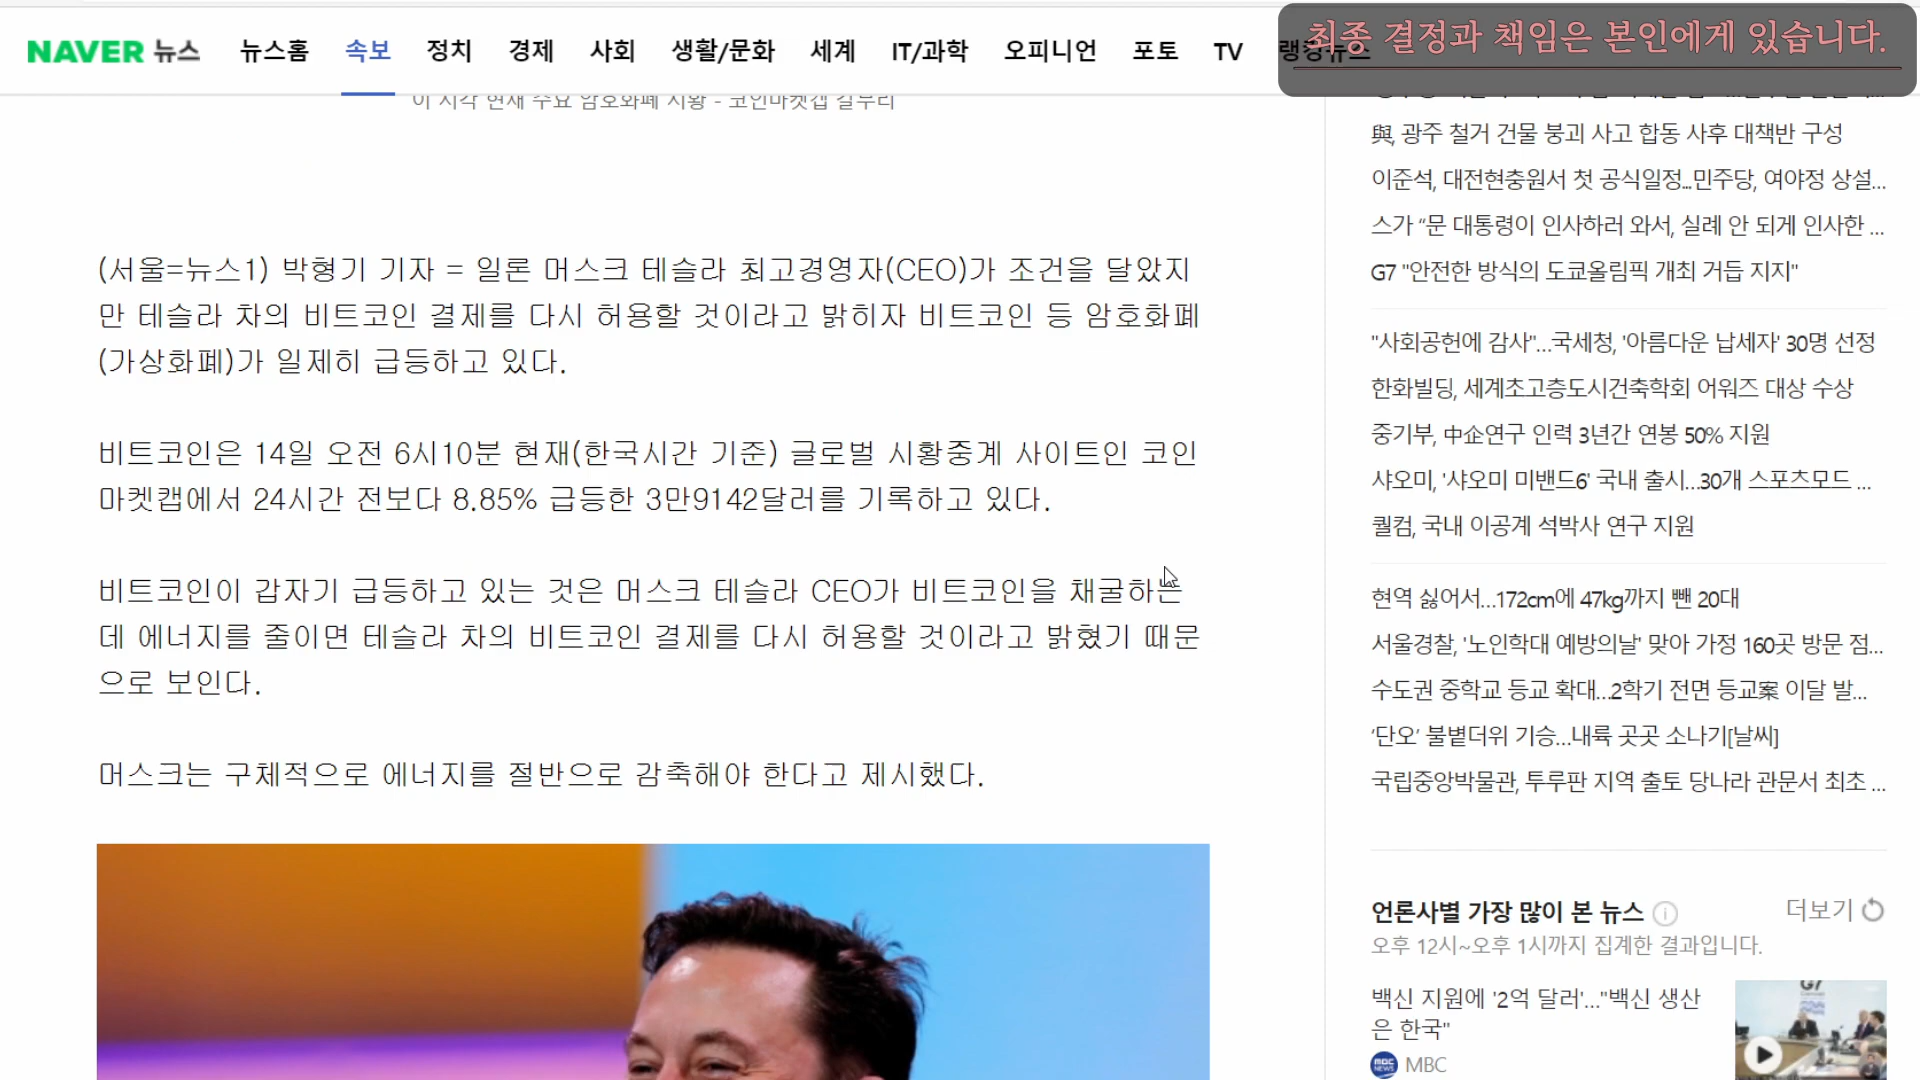 NAVER 뉴스 뉴스홈 속보 정치 경제 사회 생활/문화 세계 IT/과학 오피니언 포토 TV 랭킹뉴스
최종 결정과 책임은 본인에게 있습니다.
이 시각 현재 주요 암호화폐 시황 - 코인마켓캡 갈무리
(서울=뉴스1) 박형기 기자 = 일론 머스크 테슬라 최고경영자(CEO)가 조건을 달았지
만 테슬라 차의 비트코인 결제를 다시 허용할 것이라고 밝히자 비트코인 등 암호화폐
(가상화폐)가 일제히 급등하고 있다.
비트코인은 14일 오전 6시10분 현재(한국시간 기준) 글로벌 시황중계 사이트인 코인
마켓캡에서 24시간 전보다 8.85% 급등한 3만9142달러를 기록하고 있다.
비트코인이 갑자기 급등하고 있는 것은 머스크 테슬라 CEO가 비트코인을 채굴하는
데 에너지를 줄이면 테슬라 차의 비트코인 결제를 다시 허용할 것이라고 밝혔기 때문
으로 보인다.
머스크는 구체적으로 에너지를 절반으로 감축해야 한다고 제시했다.
與, 광주 철거 건물 붕괴 사고 합동 사후 대책반 구성
이준석, 대전현충원서 첫 공식일정…민주당, 여야정 상설...
스가 “문 대통령이 인사하러 와서, 실례 안 되게 인사한 ...
G7 "안전한 방식의 도쿄올림픽 개최 거듭 지지"
"사회공헌에 감사"…국세청, '아름다운 납세자' 30명 선정
한화빌딩, 세계초고층도시건축학회 어워즈 대상 수상
중기부, 中企연구 인력 3년간 연봉 50% 지원
샤오미, '샤오미 미밴드6' 국내 출시…30개 스포츠모드 ...
퀄컴, 국내 이공계 석박사 연구 지원
현역 싫어서…172cm에 47kg까지 뺀 20대
서울경찰, '노인학대 예방의날' 맞아 가정 160곳 방문 점...
수도권 중학교 등교 확대…2학기 전면 등교案 이달 발...
‘단오’ 불볕더위 기승…내륙 곳곳 소나기[날씨]
국립중앙박물관, 투루판 지역 출토 당나라 관문서 최초 ...
언론사별 가장 많이 본 뉴스 더보기
오후 12시~오후 1시까지 집계한 결과입니다.
백신 지원에 '2억 달러'…"백신 생산
은 한국"
MBC NEWS MBC
G7